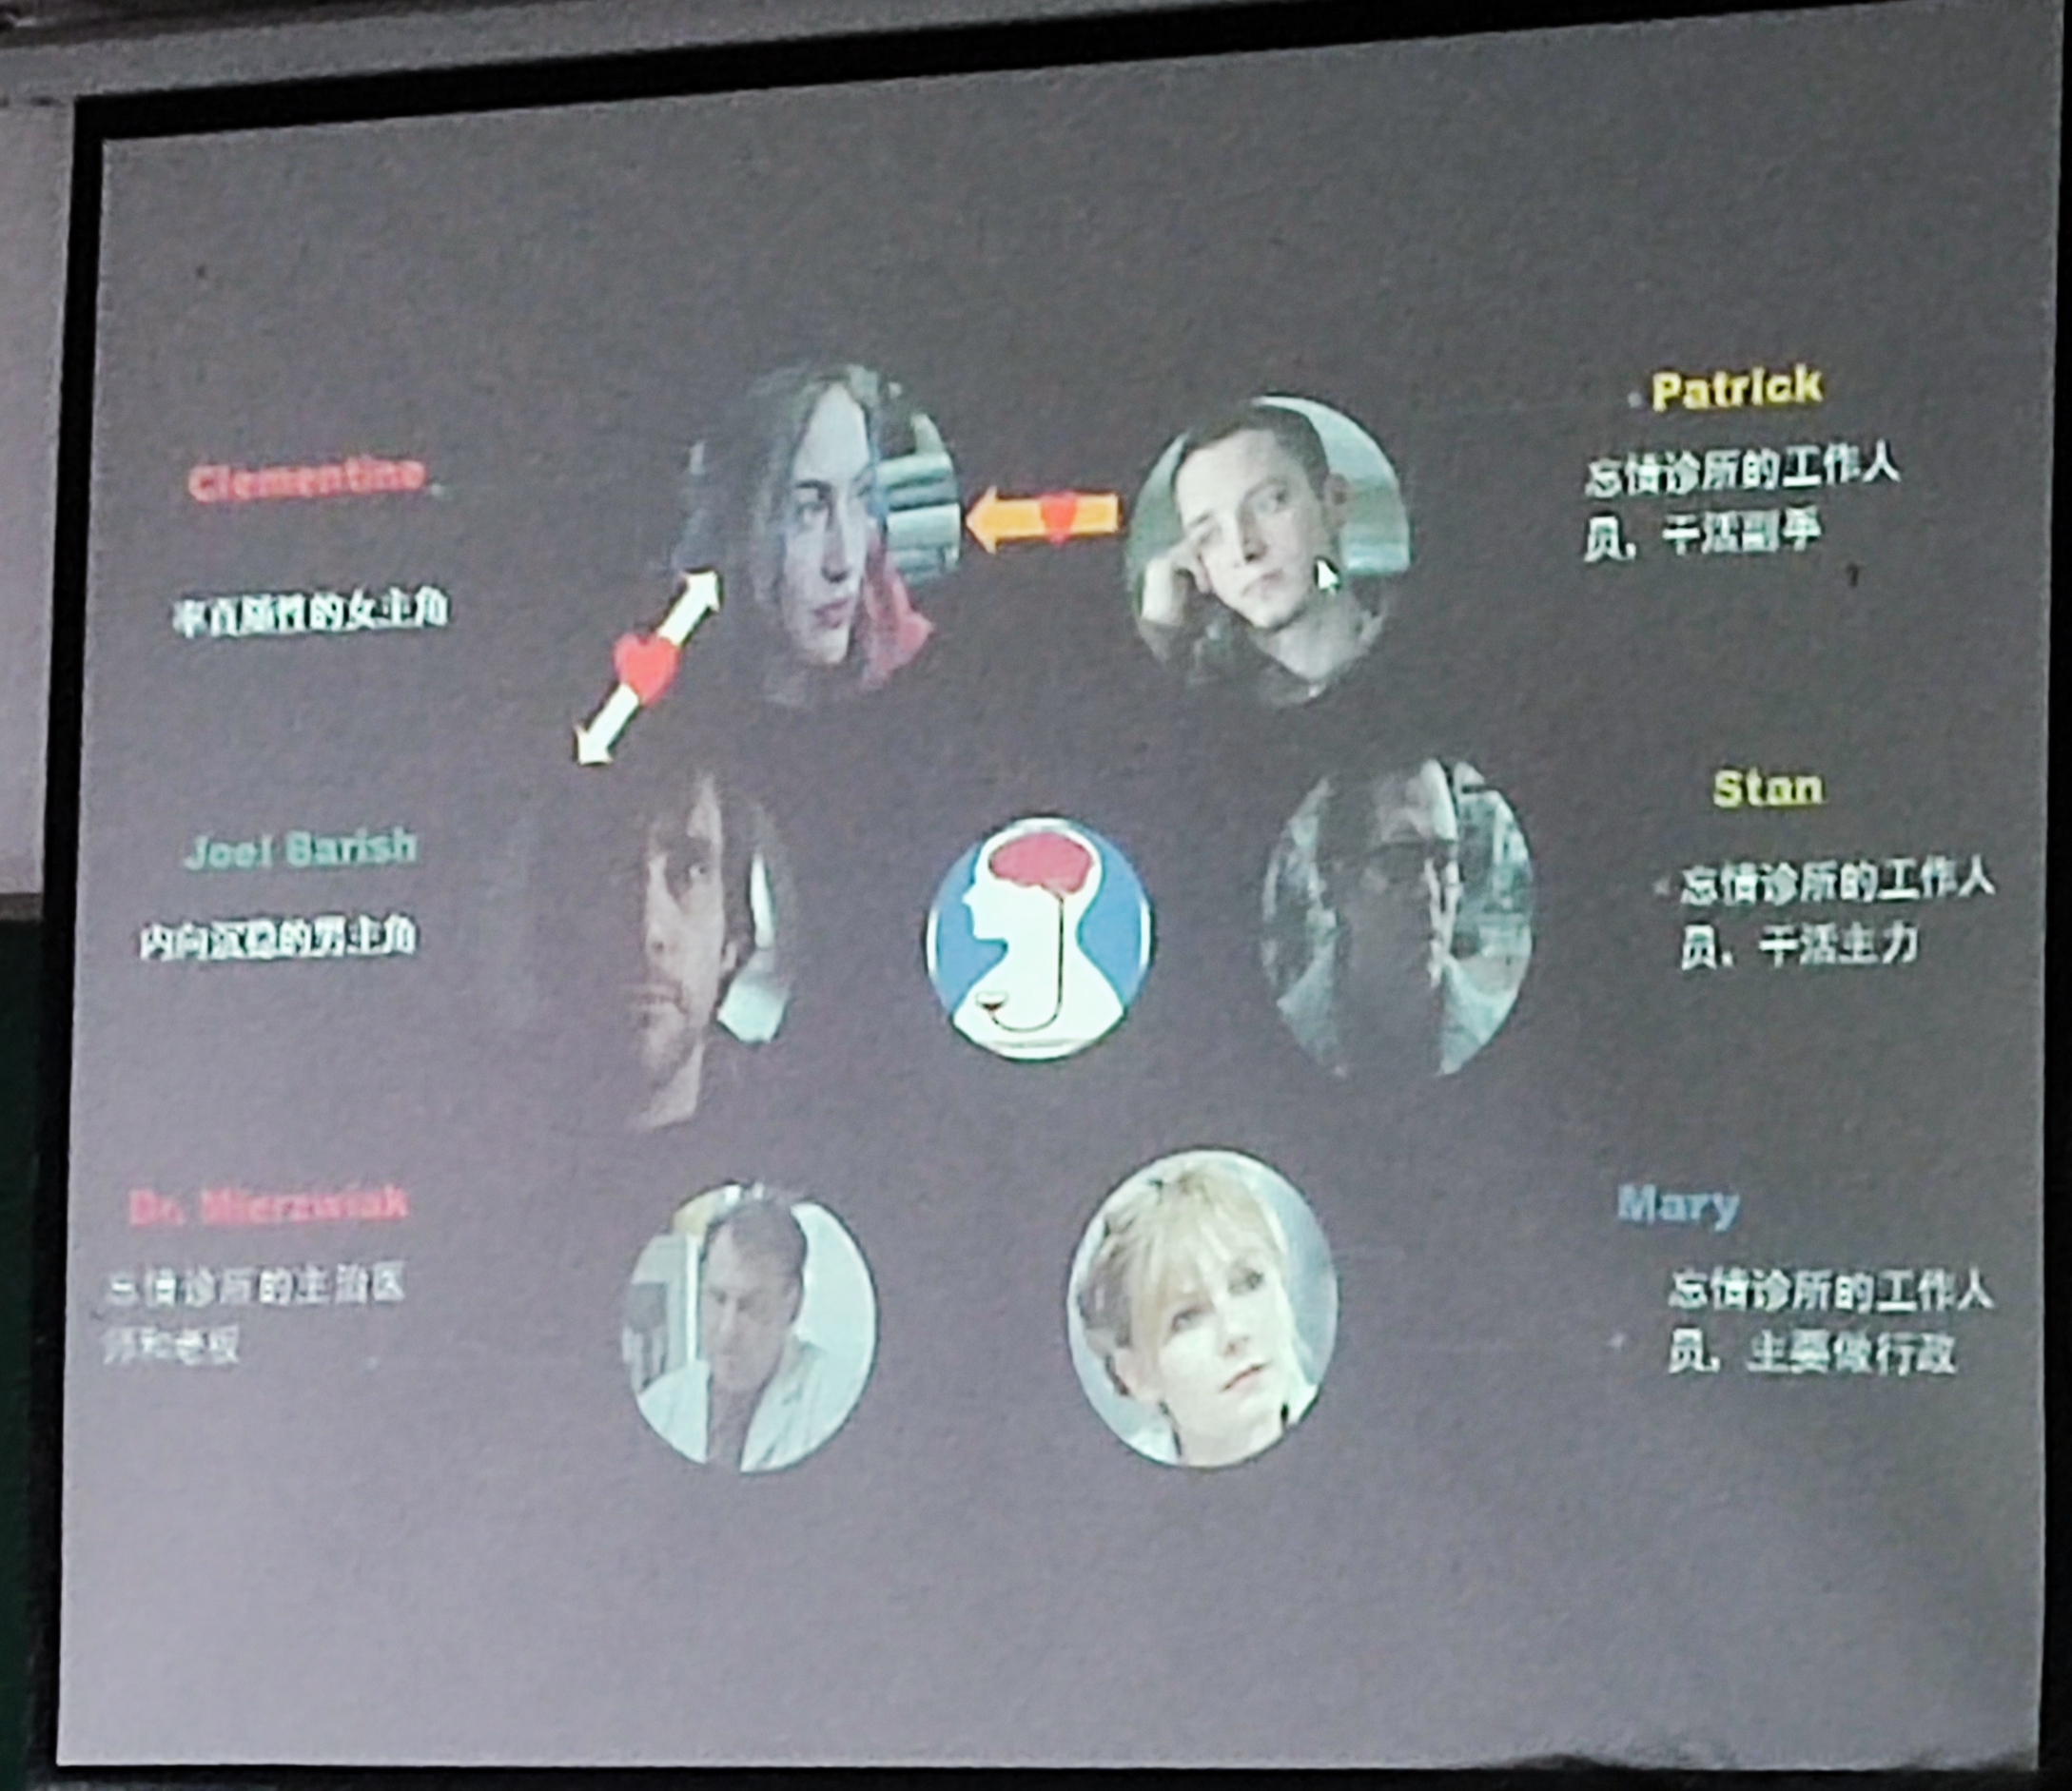 Clementine
率直随性的女主角
Patrick
忘情诊所的工作人
员，干活副手
Joel Barish
内向沉稳的男主角
Stan
忘情诊所的工作人
员，干活主力
Dr. Mierzwiak
忘情诊所的主治医
师和老板
Mary
忘情诊所的工作人
员，主要做行政